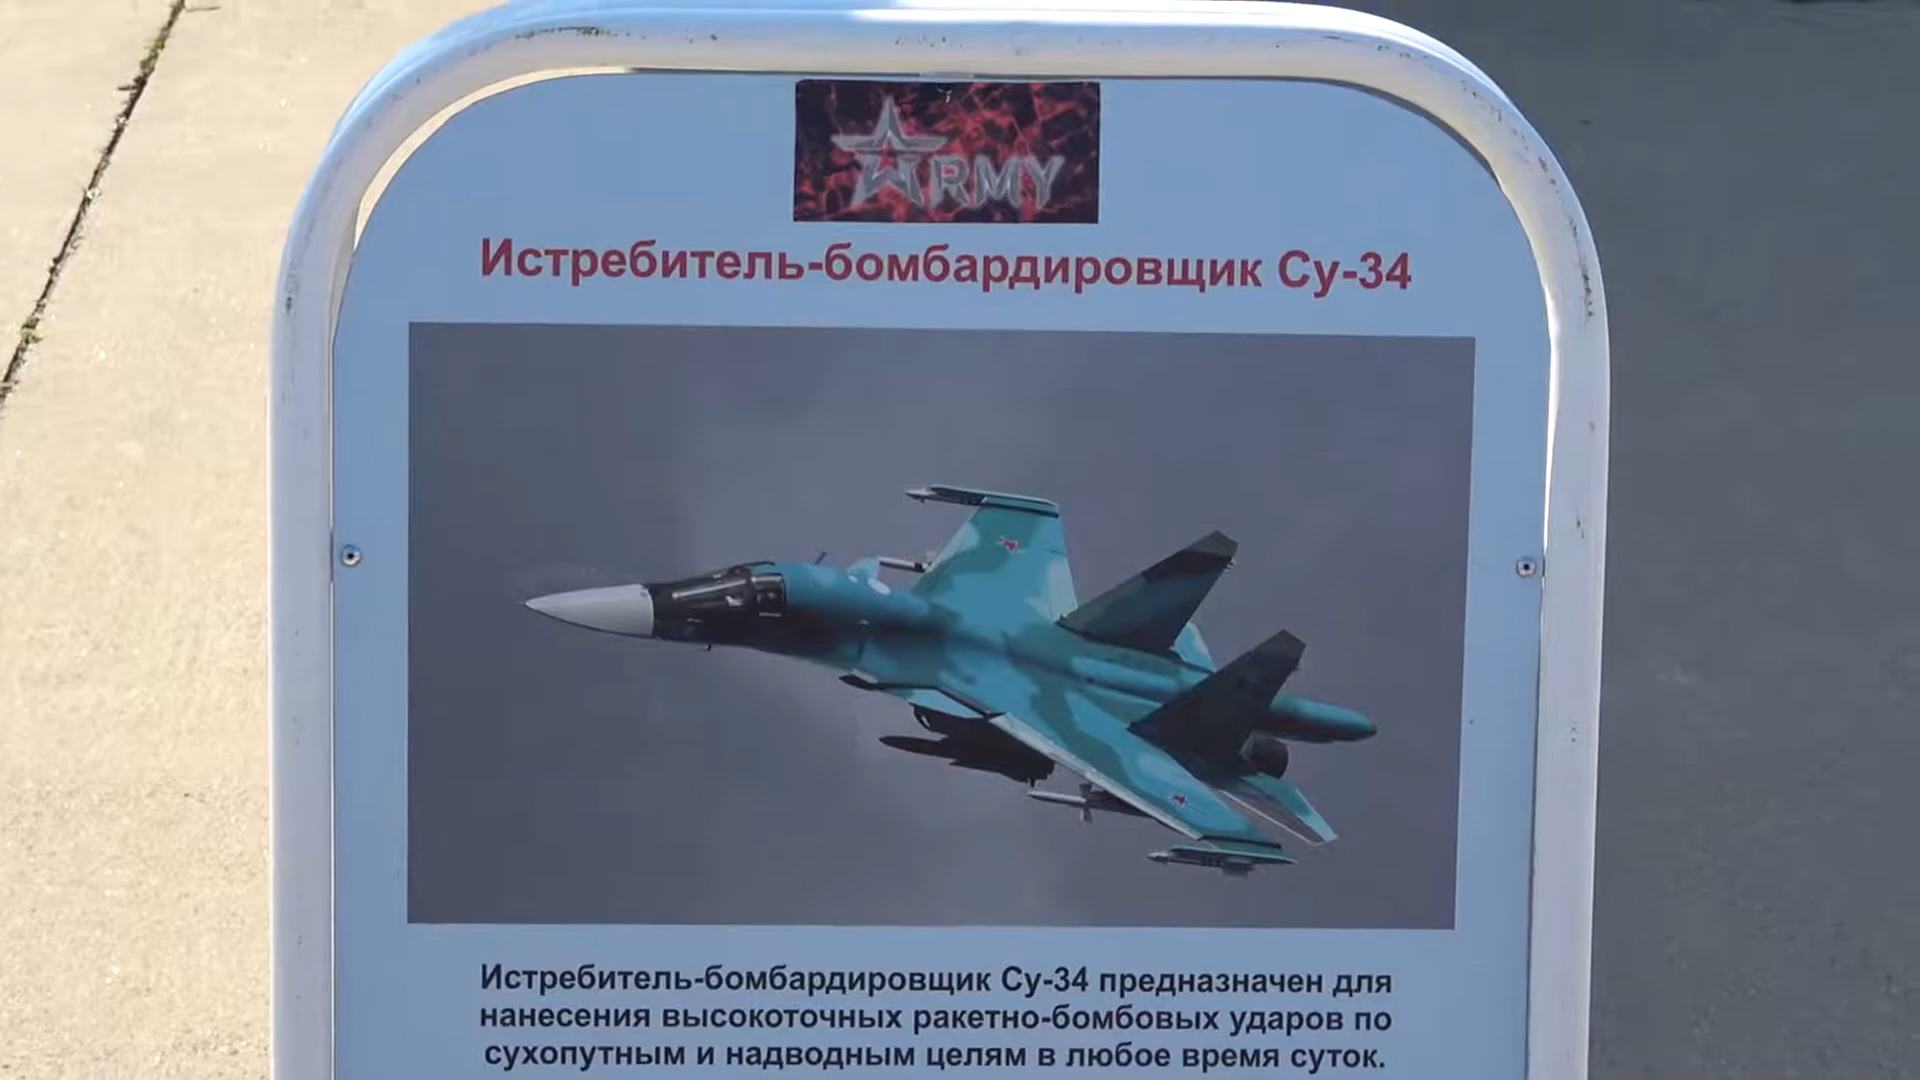 ARMY
Истребитель-бомбардировщик Су-34
Истребитель-бомбардировщик Су-34 предназначен для
нанесения высокоточных ракетно-бомбовых ударов по
сухопутным и надводным целям в любое время суток.